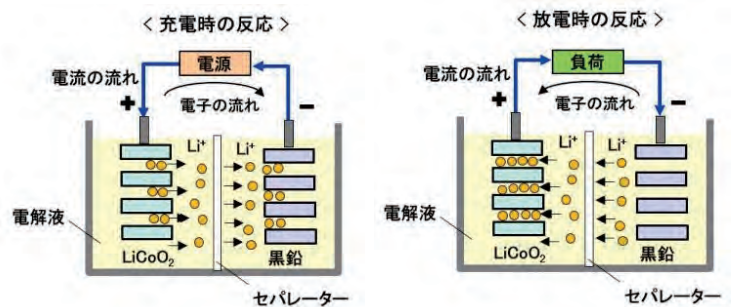 < 充電時の反応 >
電源
電流の流れ
+
電子の流れ
−
Li⁺
Li⁺
電解液
LiCoO₂
黒鉛
セパレーター
< 放電時の反応 >
負荷
電流の流れ
+
電子の流れ
−
Li⁺
Li⁺
電解液
LiCoO₂
黒鉛
セパレーター